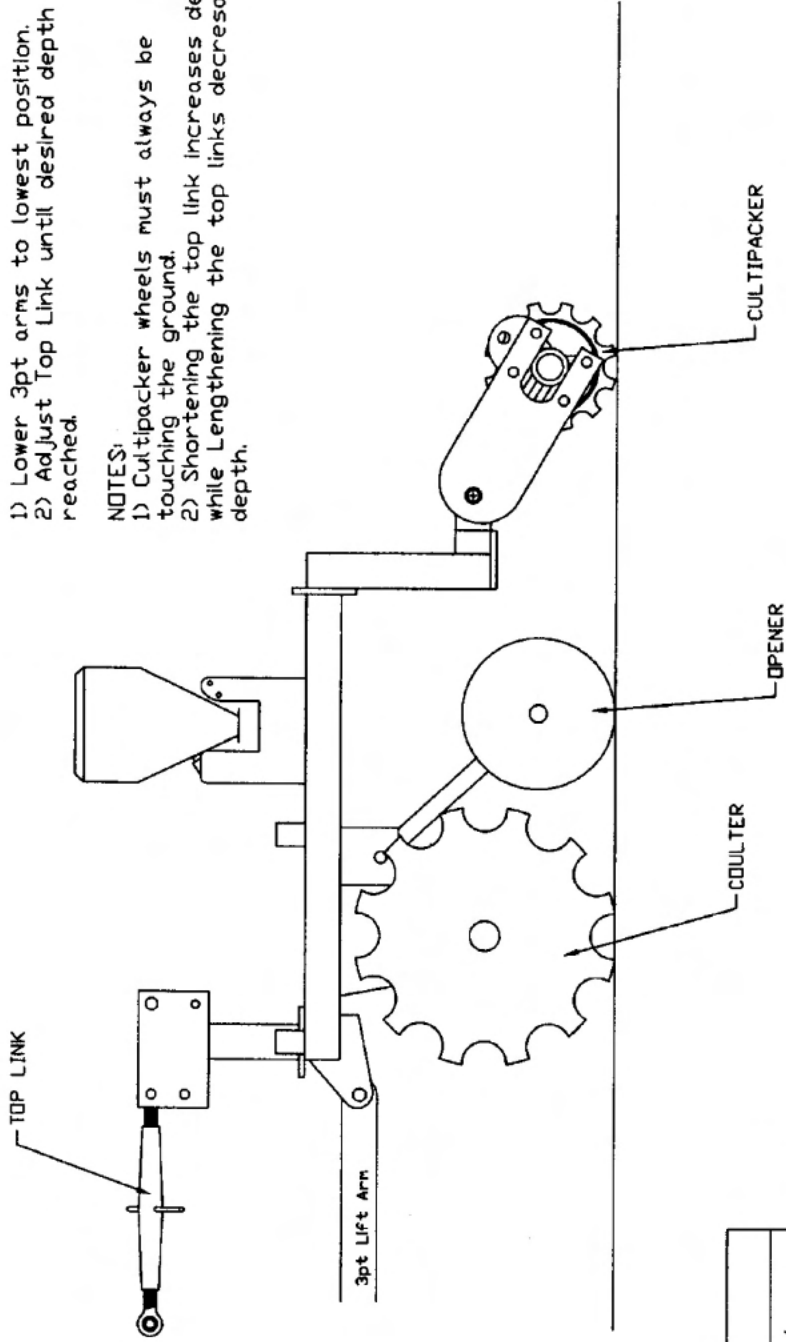 1) Lower 3pt arms to lowest position.
2) Adjust Top Link until desired depth
reached.
NOTES:
1) Cultipacker wheels must always be
touching the ground.
2) Shortening the top link increases
while Lengthening the top links
depth.
TOP LINK
3pt Lift Arm
COULTER
OPENER
CULTIPACKER